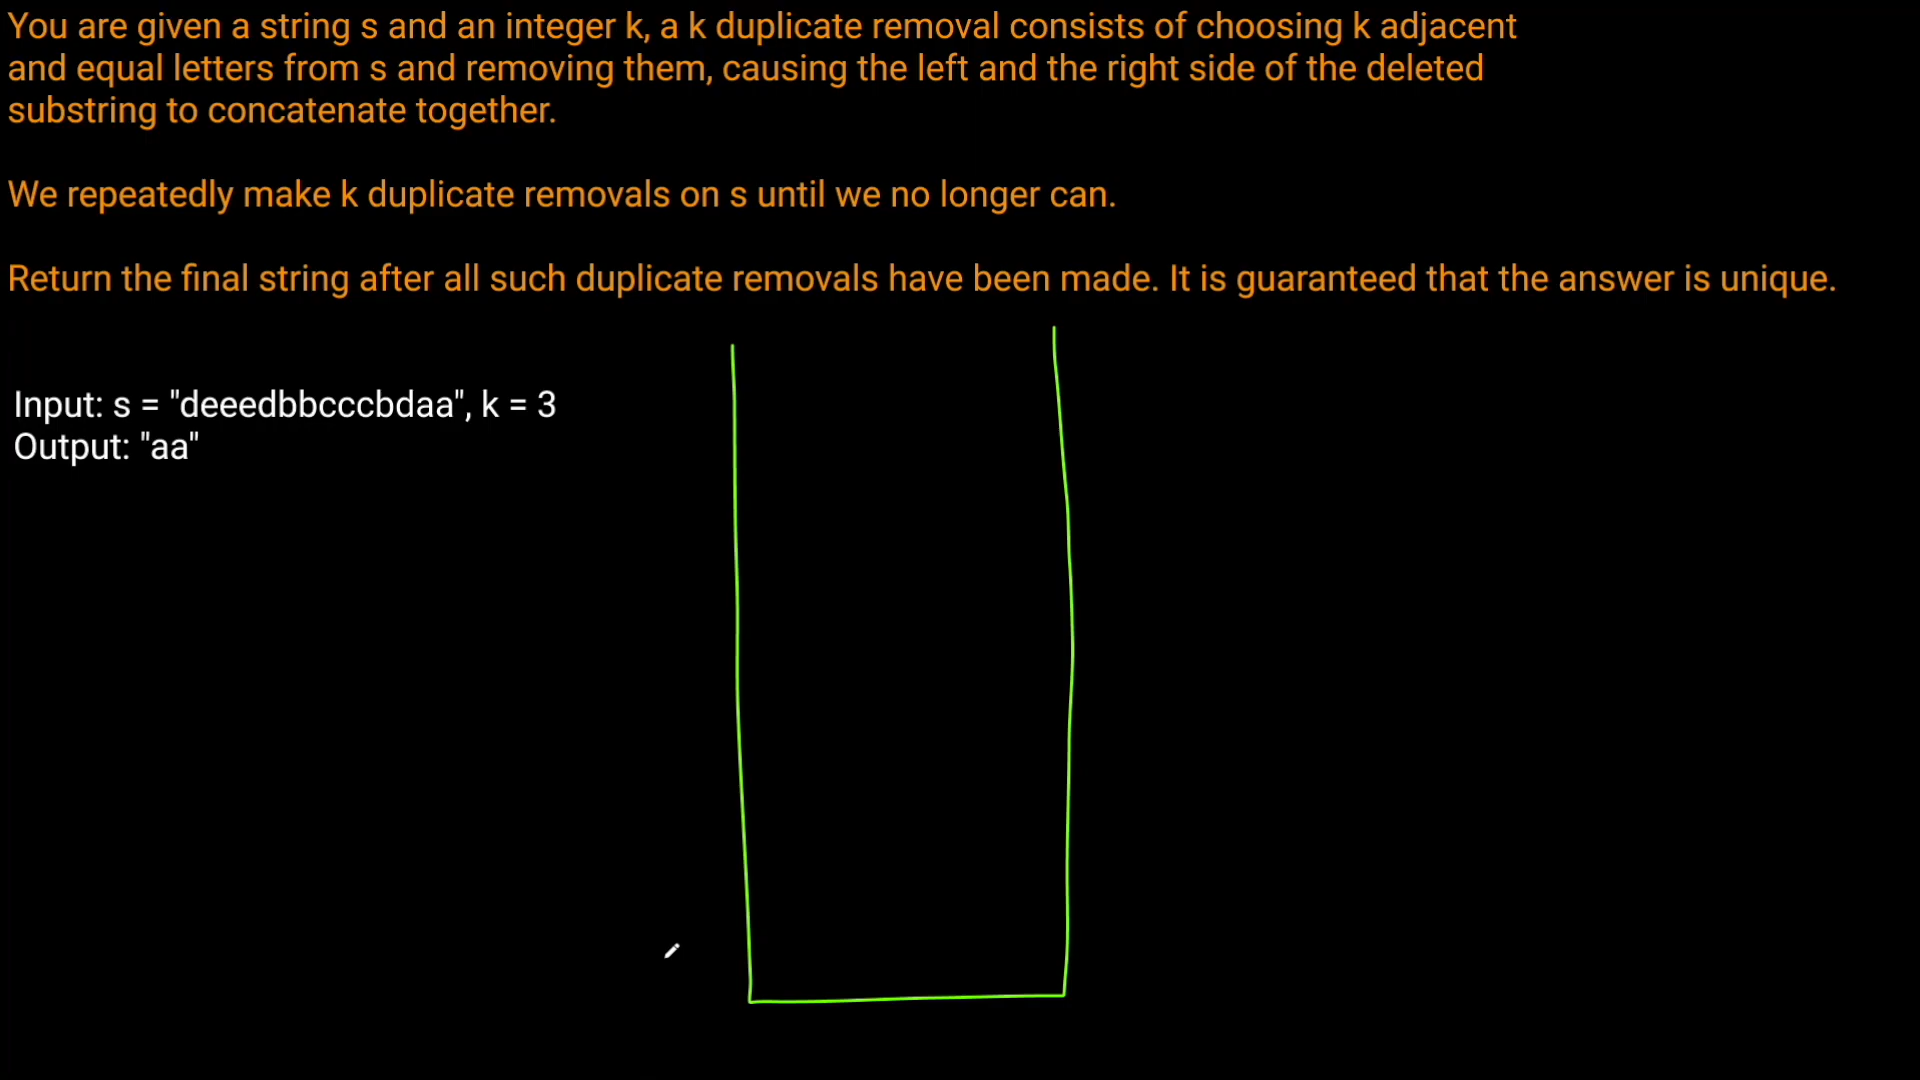 You are given a string s and an integer k, a k duplicate removal consists of choosing k adjacent
and equal letters from s and removing them, causing the left and the right side of the deleted
substring to concatenate together.
We repeatedly make k duplicate removals on s until we no longer can.
Return the final string after all such duplicate removals have been made. It is guaranteed that the answer is unique.
Input: s = "deeedbbcccbdaa", k = 3
Output: "aa"